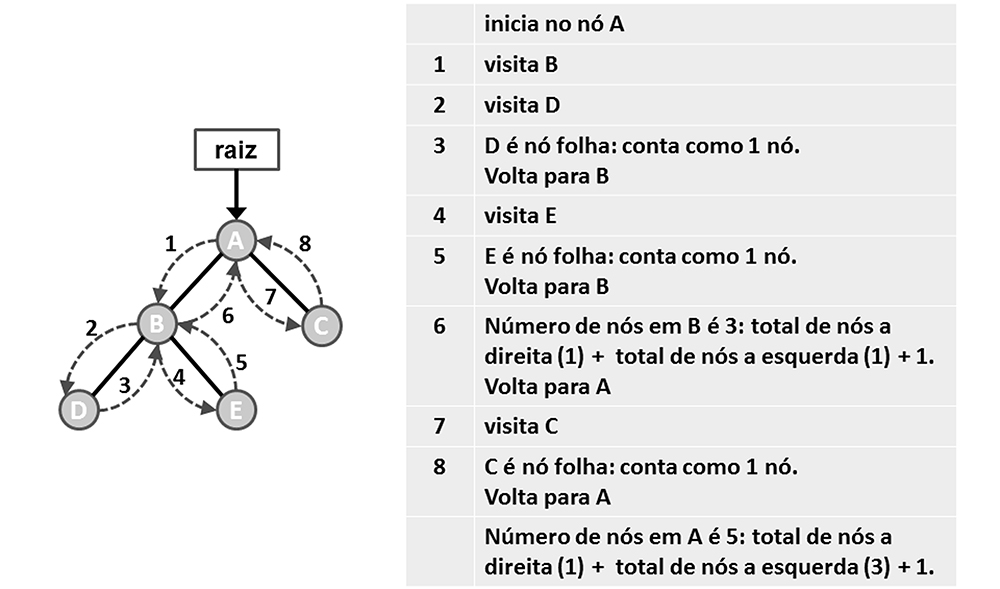 raiz
A
B
C
D
E
1
2
3
4
5
6
7
8
inicia no nó A
1 visita B
2 visita D
3 D é nó folha: conta como 1 nó.
Volta para B
4 visita E
5 E é nó folha: conta como 1 nó.
Volta para B
6 Número de nós em B é 3: total de nós a
direita (1) + total de nós a esquerda (1) + 1.
Volta para A
7 visita C
8 C é nó folha: conta como 1 nó.
Volta para A
Número de nós em A é 5: total de nós a
direita (1) + total de nós a esquerda (3) + 1.